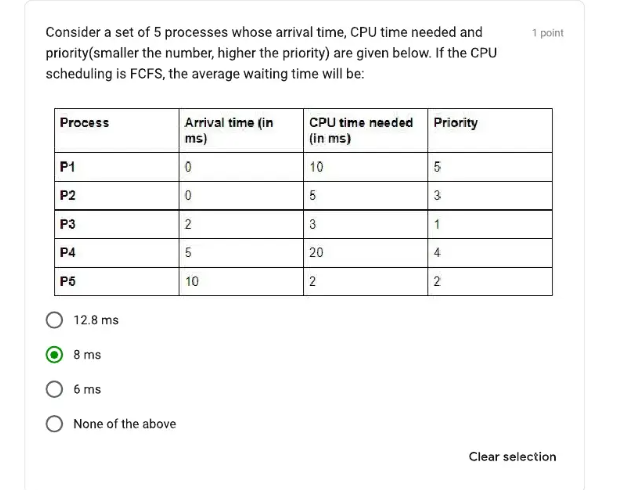 Consider a set of 5 processes whose arrival time, CPU time needed and
1 point
priority(smaller the number, higher the priority) are given below. If the CPU
scheduling is FCFS, the average waiting time will be:
Process Arrival time (in ms) CPU time needed (in ms) Priority
P1 0 10 5
P2 0 5 3
P3 2 3 1
P4 5 20 4
P5 10 2 2
12.8 ms
8 ms
6 ms
None of the above
Clear selection